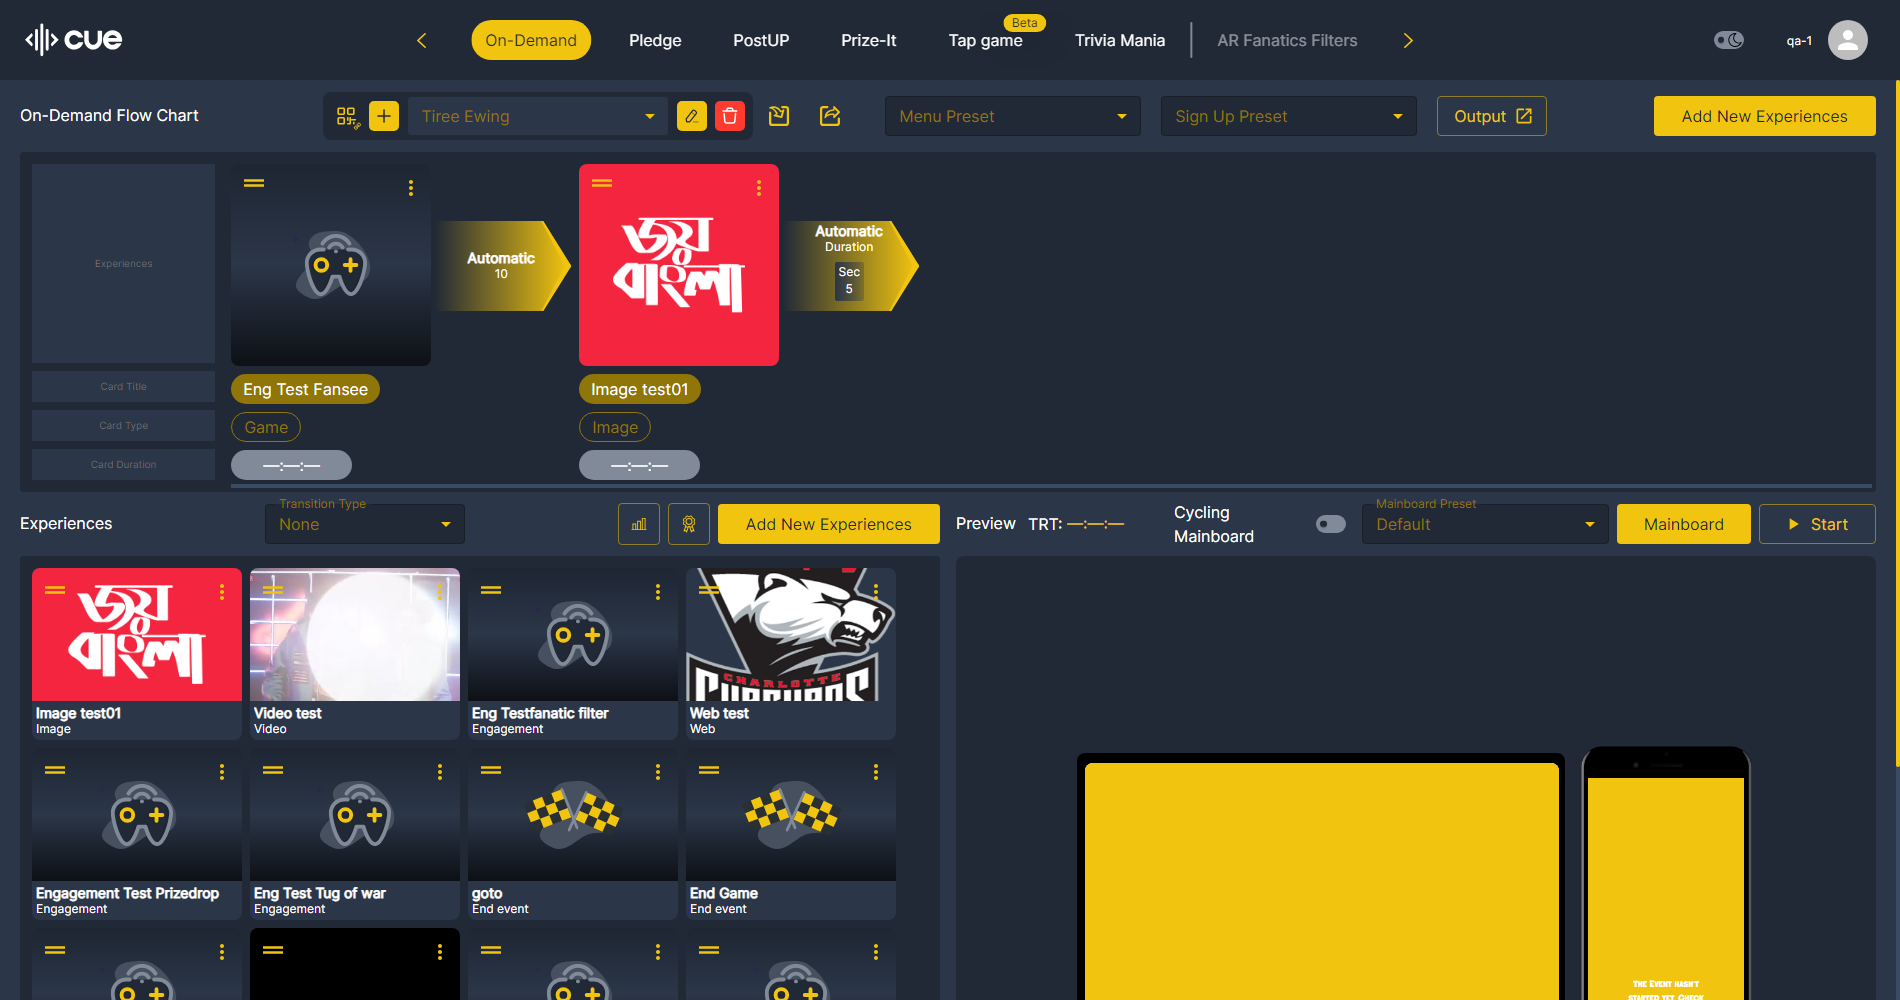 cue
On-Demand
Pledge
PostUP
Prize-It
Tap game
Beta
Trivia Mania
AR Fanatics Filters
qa-1
On-Demand Flow Chart
Tiree Ewing
Menu Preset
Sign Up Preset
Output
Add New Experiences
Experiences
জয়
বাংলা
Automatic
10
Automatic
Duration
Sec
5
Card Title
Eng Test Fansee
Image test01
Card Type
Game
Image
Card Duration
—:—:—
—:—:—
Experiences
Transition Type
None
Add New Experiences
Preview
TRT: —:—:—
Cycling
Mainboard
Mainboard Preset
Default
Mainboard
Start
জয়
বাংলা
CHARLOTTE
Image test01
Image
Video test
Video
Eng Testfanatic filter
Engagement
Web test
Web
Engagement Test Prizedrop
Engagement
Eng Test Tug of war
Engagement
goto
End event
End Game
End event
The Event hasn't
started yet. Check